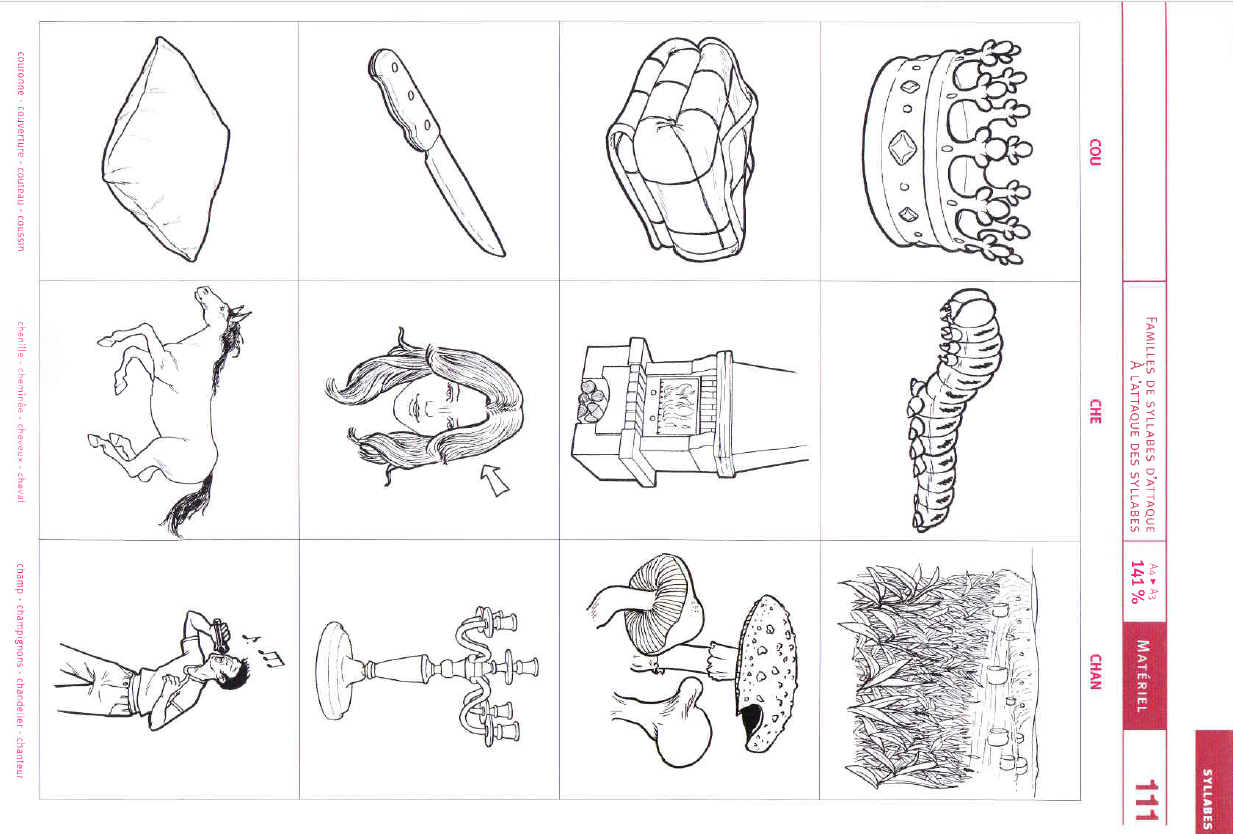 FAMILLES DE SYLLABES D'ATTAQUE
À L'ATTAQUE DES SYLLABES
A4 ▸ A3
141 %
MATÉRIEL
111
SYLLABES
COU
CHE
CHAN
couronne - couverture - couteau - coussin
chenille - cheminée - cheveux - cheval
champ - champignons - chandelier - chanteur